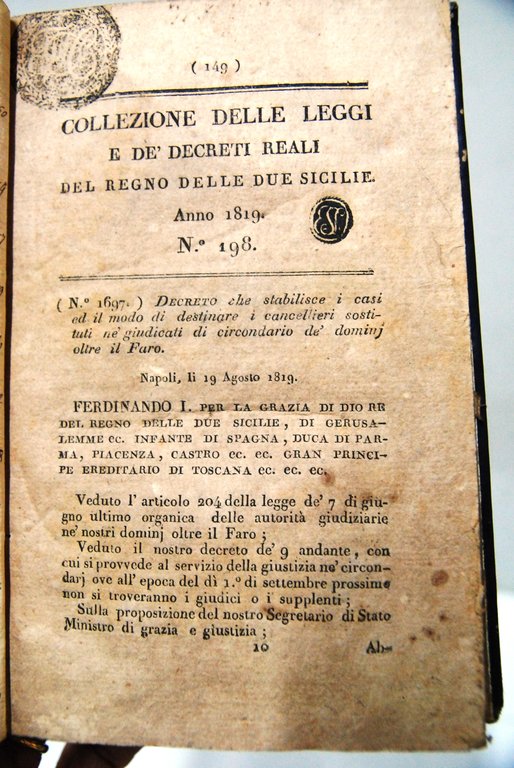 ( 149 )
COLLEZIONE DELLE LEGGI
E DE' DECRETI REALI
DEL REGNO DELLE DUE SICILIE.
Anno 1819.
N.° 198.
( N.° 1697. ) DECRETO che stabilisce i casi
ed il modo di destinare i cancellieri sosti-
tuti ne' giudicati di circondario de' dominj
oltre il Faro.
Napoli, li 19 Agosto 1819.
FERDINANDO I. PER LA GRAZIA DI DIO RE
DEL REGNO DELLE DUE SICILIE, DI GERUSA-
LEMME EC. INFANTE DI SPAGNA, DUCA DI PAR-
MA, PIACENZA, CASTRO EC. EC. GRAN PRINCI-
PE EREDITARIO DI TOSCANA EC. EC. EC.
Veduto l'articolo 204 della legge de' 7 di giu-
gno ultimo organica delle autorità giudiziarie
ne' nostri dominj oltre il Faro ;
Veduto il nostro decreto de' 9 andante, con
cui si provvede al servizio della giustizia ne' circon-
darj ove all' epoca del dì 1.° di settembre prossimo
non si troveranno i giudici o i supplenti ;
Sulla proposizione del nostro Segretario di Stato
Ministro di grazia e giustizia ;
10 Ab-